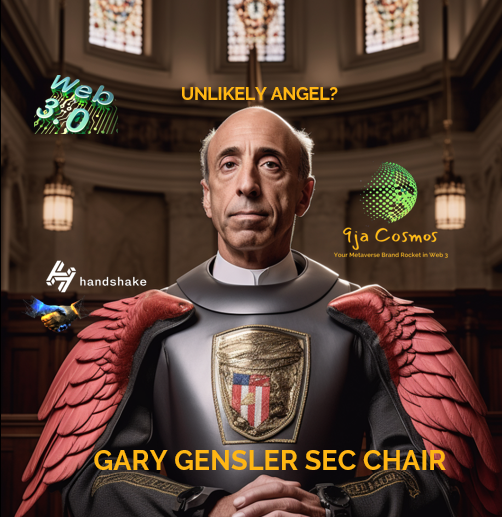 UNLIKELY ANGEL?
Web
3.0
9ja Cosmos
Your Metaverse Brand Rocket in Web 3
handshake
GARY GENSLER SEC CHAIR